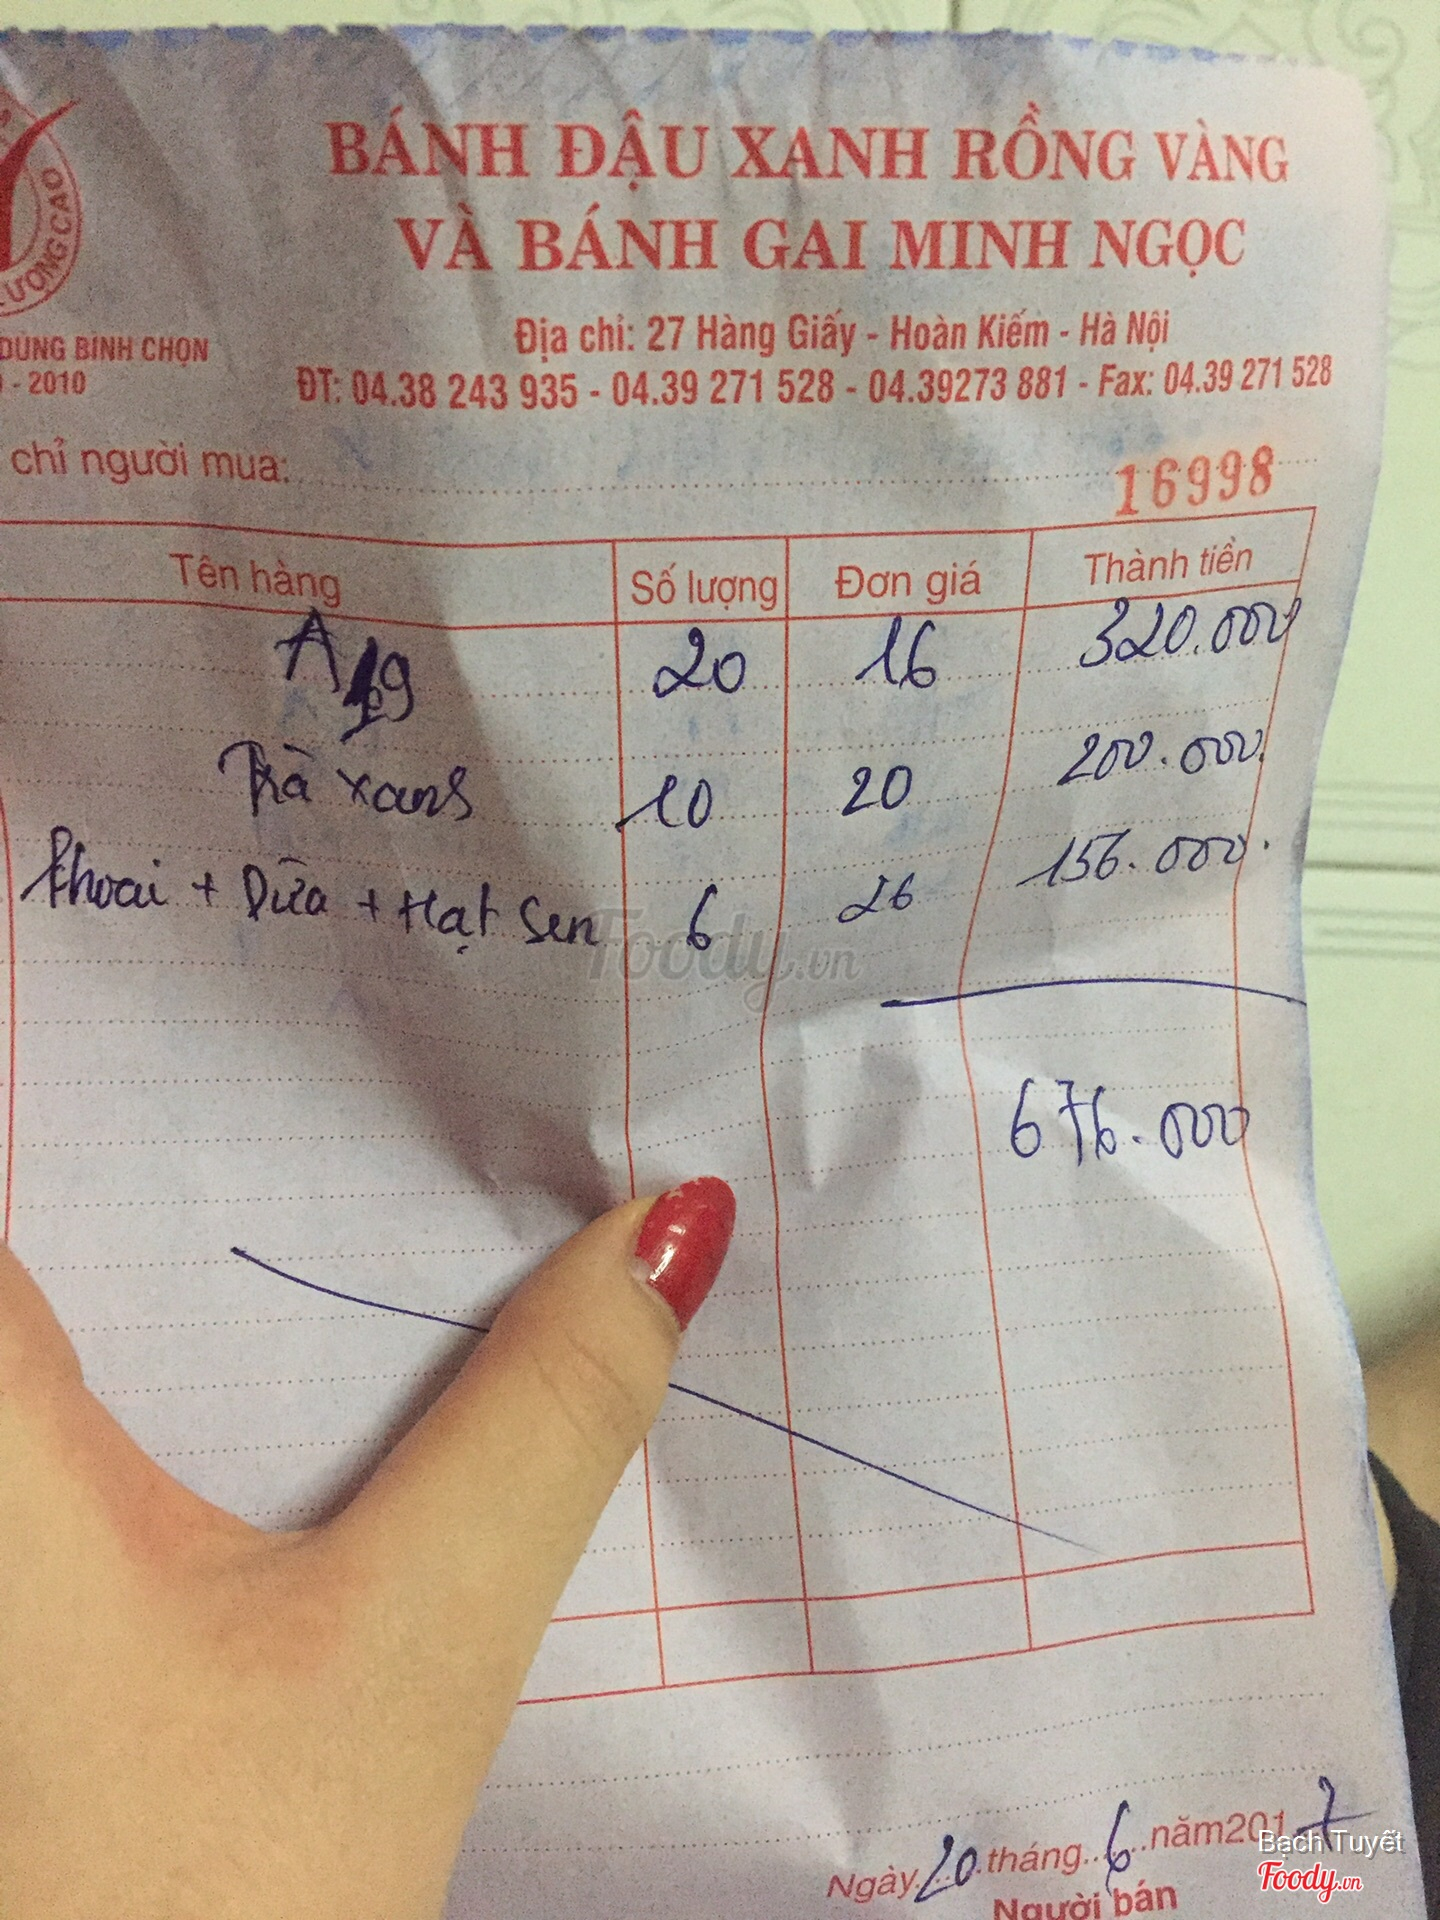 BÁNH ĐẬU XANH RỒNG VÀNG
VÀ BÁNH GAI MINH NGỌC
Địa chỉ: 27 Hàng Giấy - Hoàn Kiếm - Hà Nội
ĐT: 04.38 243 935 - 04.39 271 528 - 04.39273 881 - Fax: 04.39 271 528
DÙNG BÌNH CHỌN
- 2010
chỉ người mua:
16998
Tên hàng Số lượng Đơn giá Thành tiền
20 16 320.000
Trà xanh 10 20 200.000
Khoai + Dừa + Hạt Sen 6 26 156.000
Foody.vn
676.000
Ngày 20 tháng 6 năm 2017
Bạch Tuyết
Foody.vn
Người bán